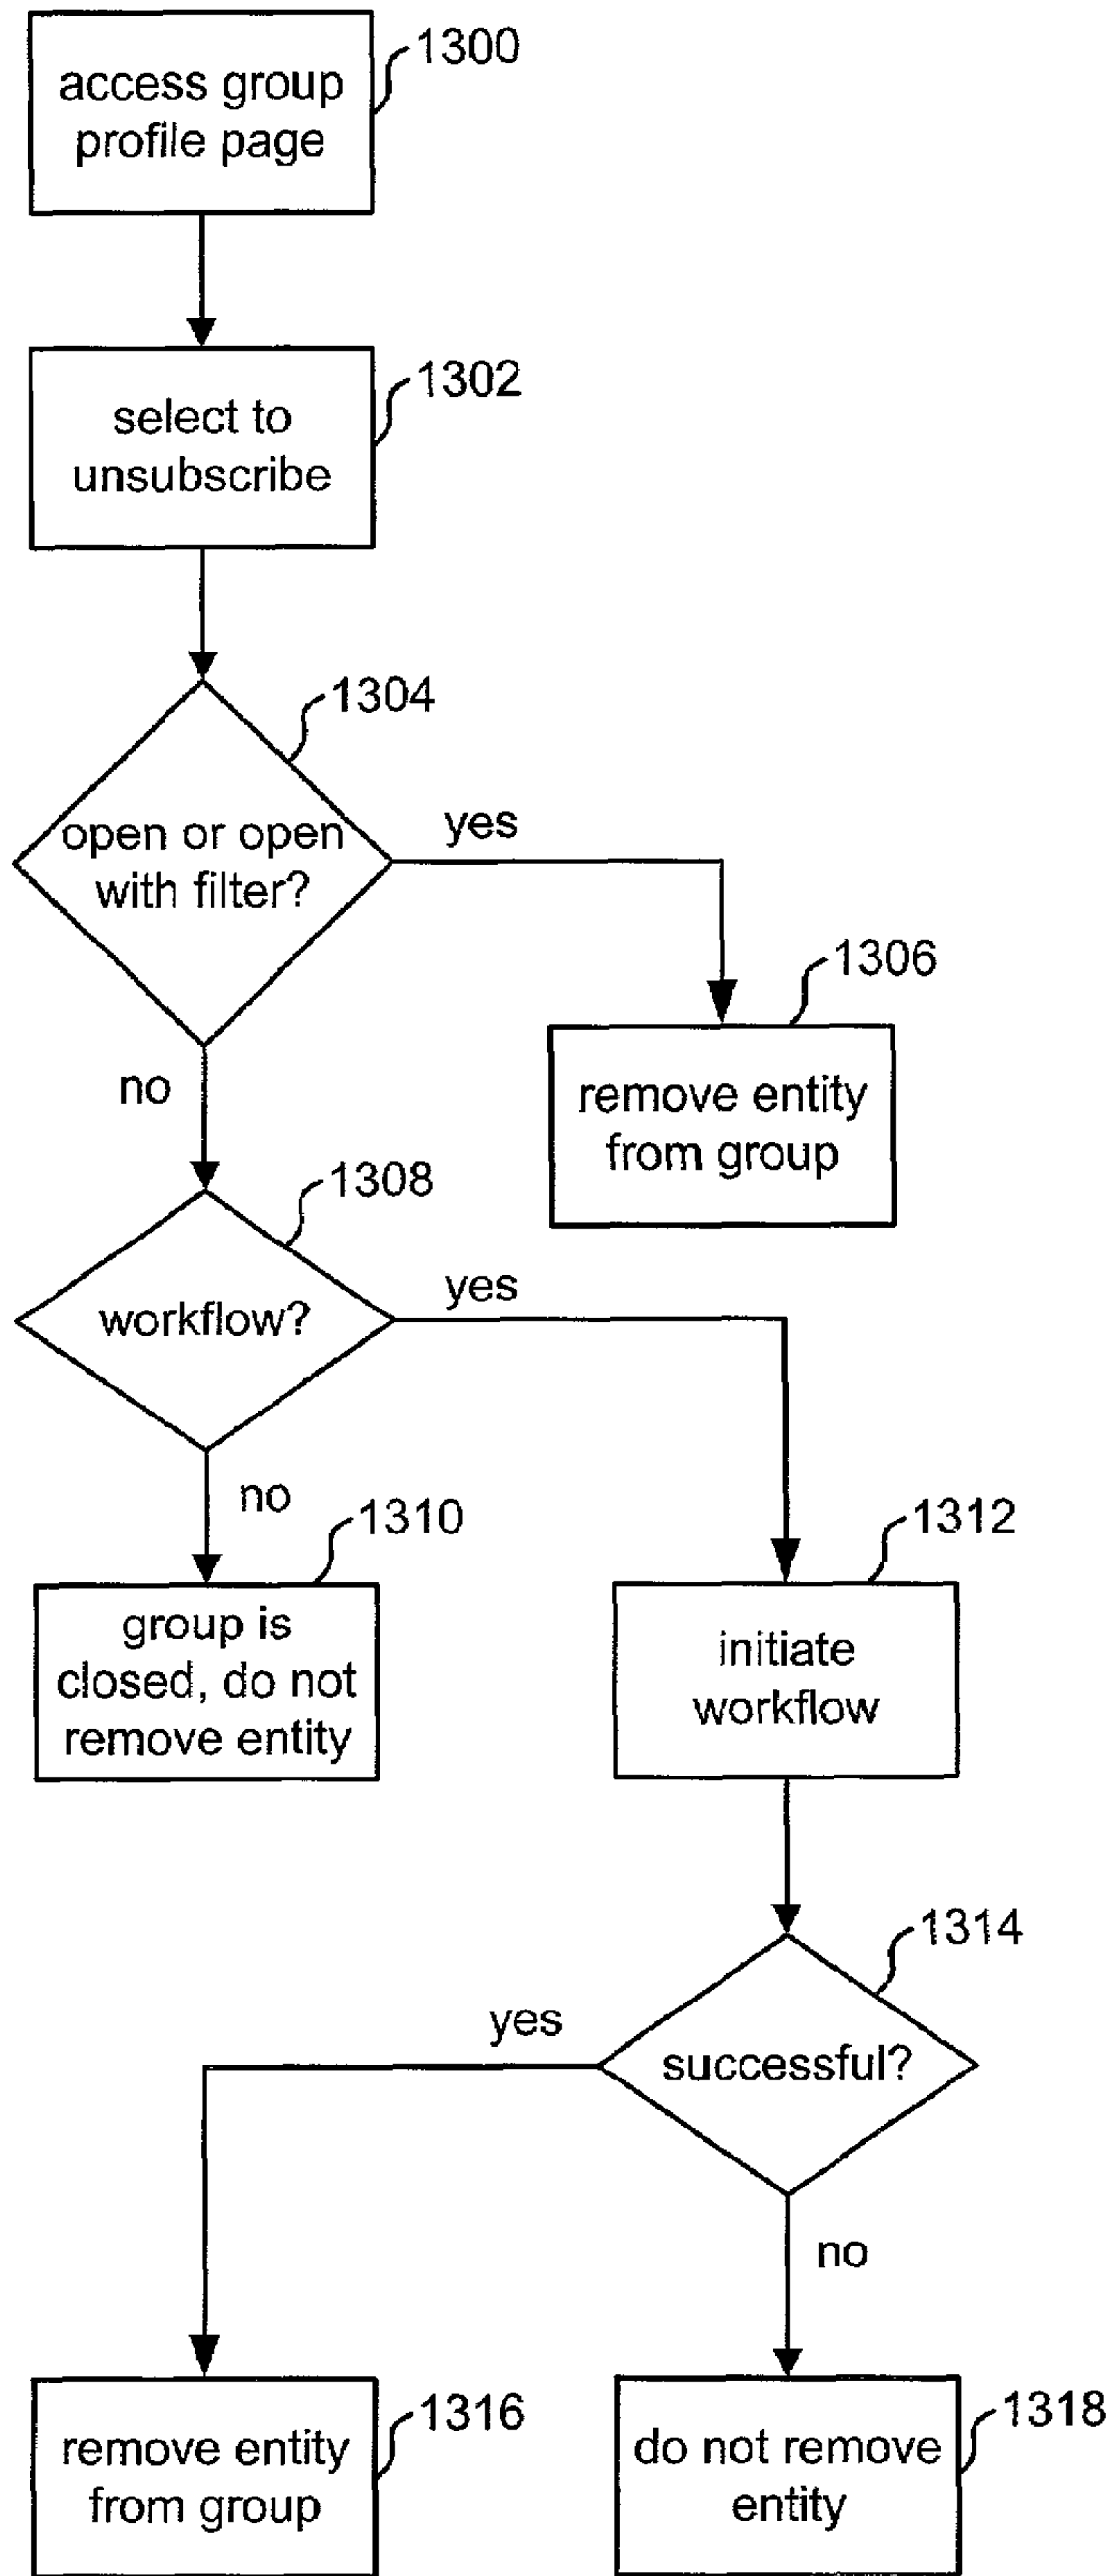 1300
access group
profile page
1302
select to
unsubscribe
1304
open or open
with filter?
yes
1306
remove entity
from group
no
1308
workflow?
yes
no
1310
group is
closed, do not
remove entity
1312
initiate
workflow
1314
successful?
yes
no
1316
remove entity
from group
1318
do not remove
entity